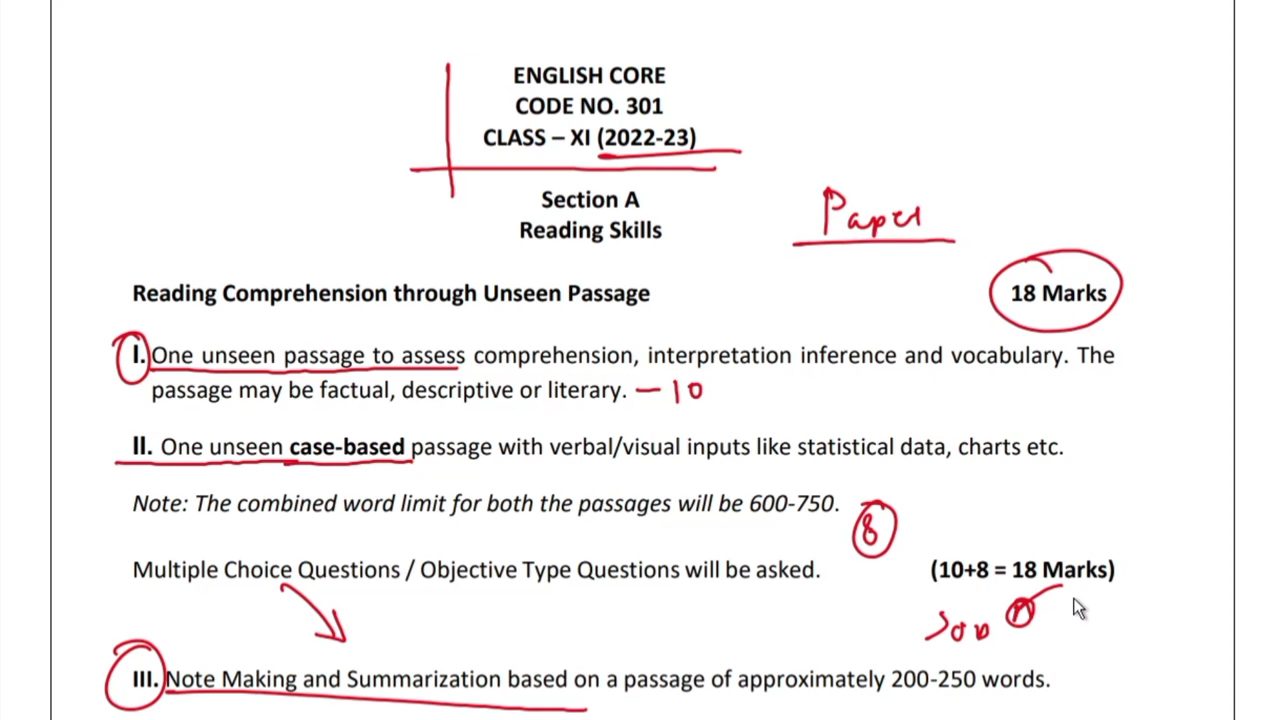 ENGLISH CORE
CODE NO. 301
CLASS – XI (2022-23)
Section A
Reading Skills
Paper
Reading Comprehension through Unseen Passage 18 Marks
I. One unseen passage to assess comprehension, interpretation inference and vocabulary. The
passage may be factual, descriptive or literary. — 10
II. One unseen case-based passage with verbal/visual inputs like statistical data, charts etc.
Note: The combined word limit for both the passages will be 600-750.
8
Multiple Choice Questions / Objective Type Questions will be asked. (10+8 = 18 Marks)
III. Note Making and Summarization based on a passage of approximately 200-250 words.